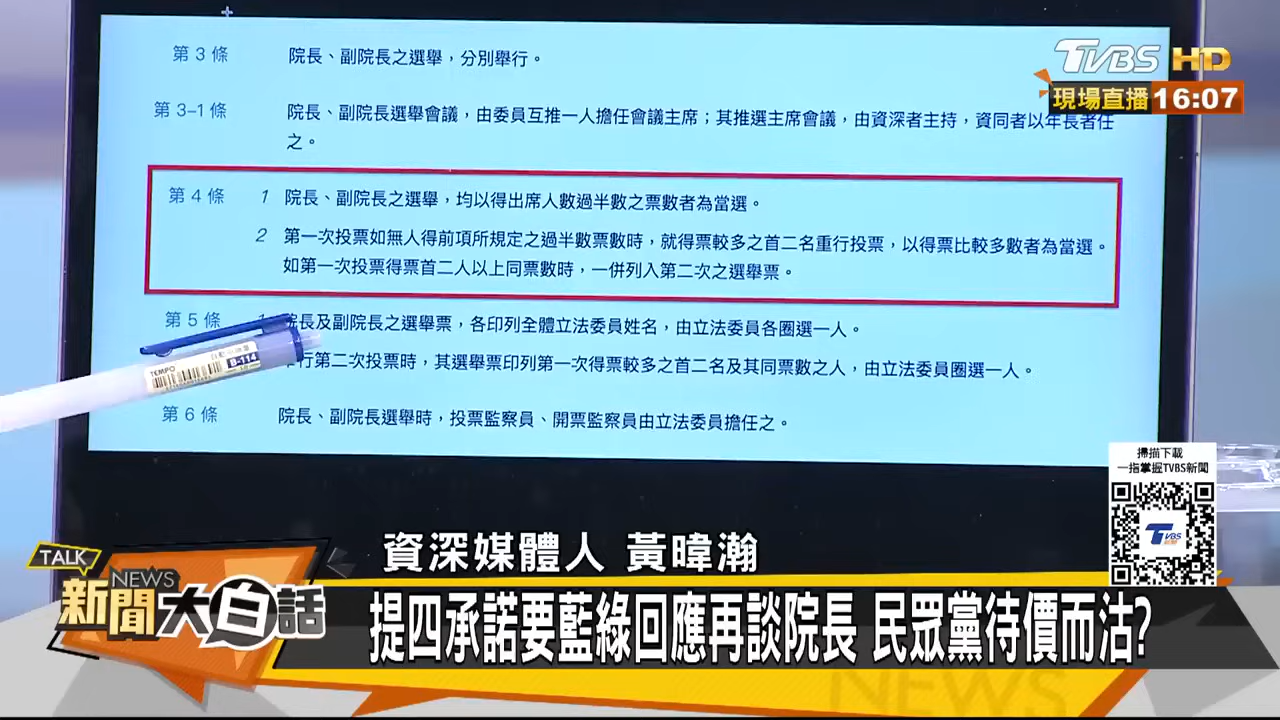 第 3 條 院長、副院長之選舉，分別舉行。
TVBS HD
現場直播 16:07
第 3-1 條 院長、副院長選舉會議，由委員互推一人擔任會議主席；其推選主席會議，由資深者主持，資同者以年長者任
之。
第 4 條 1 院長、副院長之選舉，均以得出席人數過半數之票數者為當選。
2 第一次投票如無人得前項所規定之過半數票數時，就得票較多之首二名重行投票，以得票比較多數者為當選。
如第一次投票得票首二人以上同票數時，一併列入第二次之選舉票。
第 5 條 1 院長及副院長之選舉票，各印列全體立法委員姓名，由立法委員各圈選一人。
行第二次投票時，其選舉票印列第一次得票較多之首二名及其同票數之人，由立法委員圈選一人。
TEMPO B-114
第 6 條 院長、副院長選舉時，投票監察員、開票監察員由立法委員擔任之。
掃描下載
一指掌握TVBS新聞
TVBS
資深媒體人 黃暐瀚
TALK
NEWS
新聞大白話
提四承諾要藍綠回應再談院長 民眾黨待價而沽?
NEWS